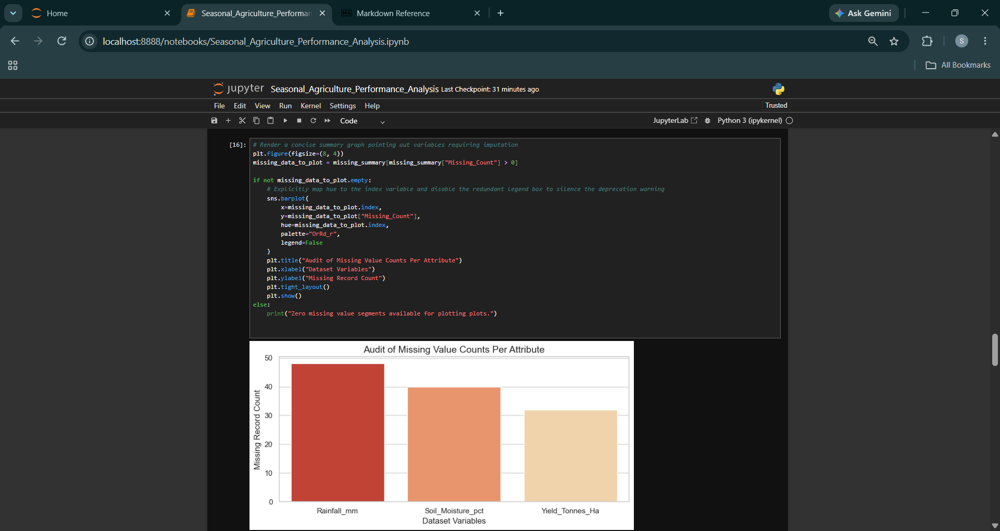 Home
Seasonal_Agriculture_Performan
Markdown Reference
Ask Gemini
localhost:8888/notebooks/Seasonal_Agriculture_Performance_Analysis.ipynb
S
All Bookmarks
jupyter Seasonal_Agriculture_Performance_Analysis Last Checkpoint: 31 minutes ago
File Edit View Run Kernel Settings Help
Trusted
Code
JupyterLab
Python 3 (ipykernel)
[16]:
# Render a concise summary graph pointing out variables requiring imputation
plt.figure(figsize=(8, 4))
missing_data_to_plot = missing_summary[missing_summary["Missing_Count"] > 0]
if not missing_data_to_plot.empty:
# Explicitly map hue to the index variable and disable the redundant legend box to silence the deprecation warning
sns.barplot(
x=missing_data_to_plot.index,
y=missing_data_to_plot["Missing_Count"],
hue=missing_data_to_plot.index,
palette="OrRd_r",
legend=False
)
plt.title("Audit of Missing Value Counts Per Attribute")
plt.xlabel("Dataset Variables")
plt.ylabel("Missing Record Count")
plt.tight_layout()
plt.show()
else:
print("Zero missing value segments available for plotting plots.")
Audit of Missing Value Counts Per Attribute
Missing Record Count
50
40
30
20
10
0
Rainfall_mm
Soil_Moisture_pct
Yield_Tonnes_Ha
Dataset Variables